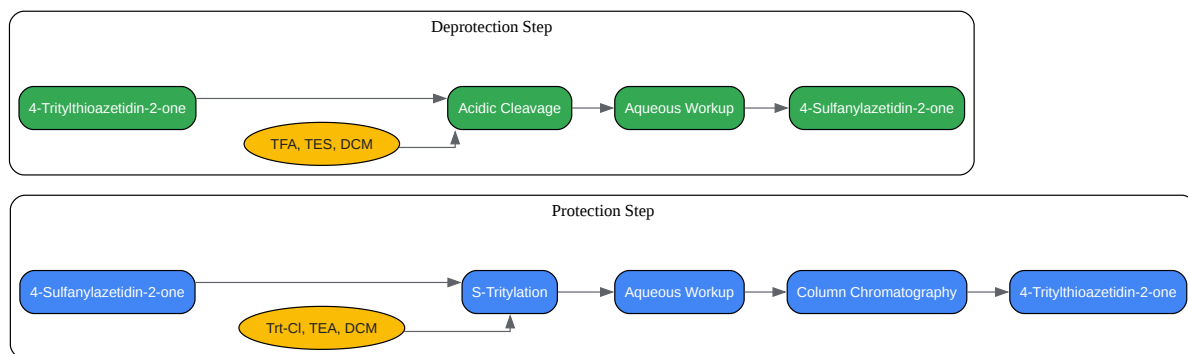 Deprotection Step
4-Tritylthioazetidin-2-one
Acidic Cleavage
Aqueous Workup
4-Sulfanylazetidin-2-one
TFA, TES, DCM
Protection Step
4-Sulfanylazetidin-2-one
S-Tritylation
Aqueous Workup
Column Chromatography
4-Tritylthioazetidin-2-one
Trt-Cl, TEA, DCM